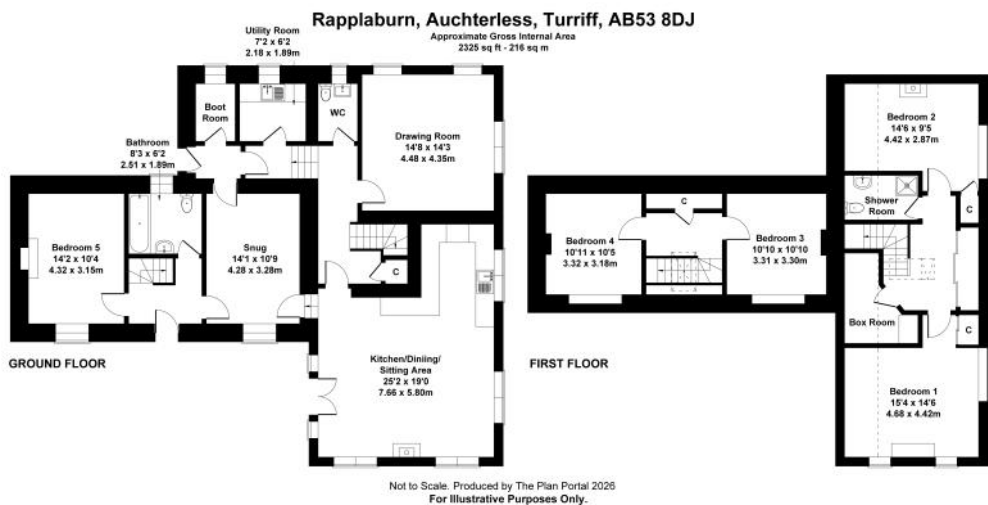 Rapplaburn, Auchterless, Turriff, AB53 8DJ
Approximate Gross Internal Area
2325 sq ft - 216 sq m
Utility Room
7'2 x 6'2
2.18 x 1.89m
Boot
Room
WC
Drawing Room
14'8 x 14'3
4.48 x 4.35m
Bathroom
8'3 x 6'2
2.51 x 1.89m
Bedroom 5
14'2 x 10'4
4.32 x 3.15m
Snug
14'1 x 10'9
4.28 x 3.28m
C
Kitchen/Diniing/
Sitting Area
25'2 x 19'0
7.66 x 5.80m
GROUND FLOOR
Bedroom 2
14'6 x 9'5
4.42 x 2.87m
Shower
Room
C
C
Bedroom 4
10'11 x 10'5
3.32 x 3.18m
Bedroom 3
10'10 x 10'10
3.31 x 3.30m
Box Room
C
Bedroom 1
15'4 x 14'6
4.68 x 4.42m
FIRST FLOOR
Not to Scale. Produced by The Plan Portal 2026
For Illustrative Purposes Only.